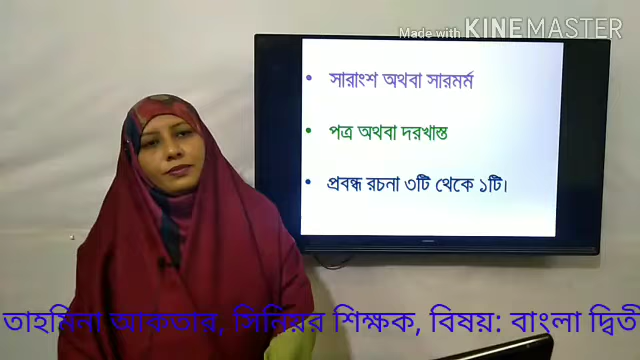 Made with KINEMASTER
সারাংশ অথবা সারমর্ম
পত্র অথবা দরখাস্ত
প্রবন্ধ রচনা ৩টি থেকে ১টি।
তাহমিনা আকতার, সিনিয়র শিক্ষক, বিষয়: বাংলা দ্বিতী